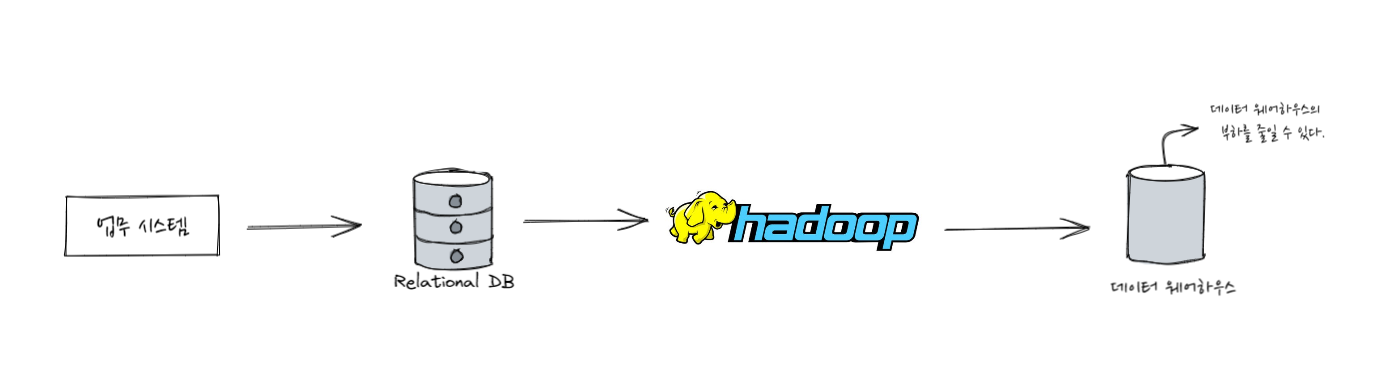 데이터 웨어하우스의
부하를 줄일 수 있다.
업무 시스템
hadoop
Relational DB
데이터 웨어하우스